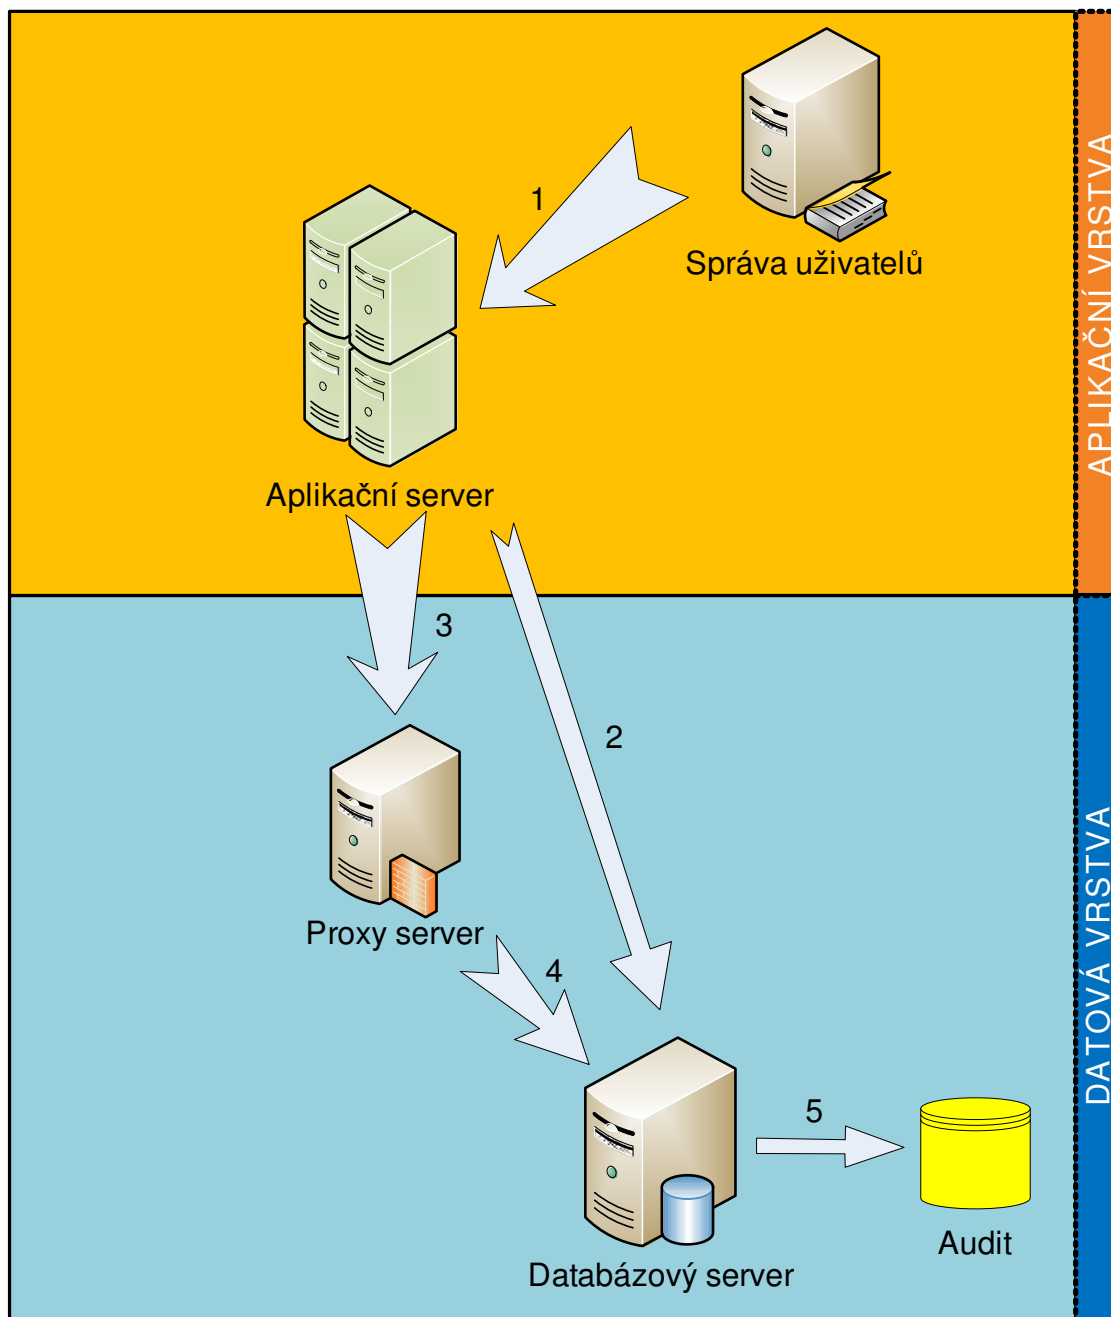 1
Správa uživatelů
Aplikační server
APLIKAČNÍ VRSTVA
3
2
Proxy server
4
5
Audit
Databázový server
DATOVÁ VRSTVA